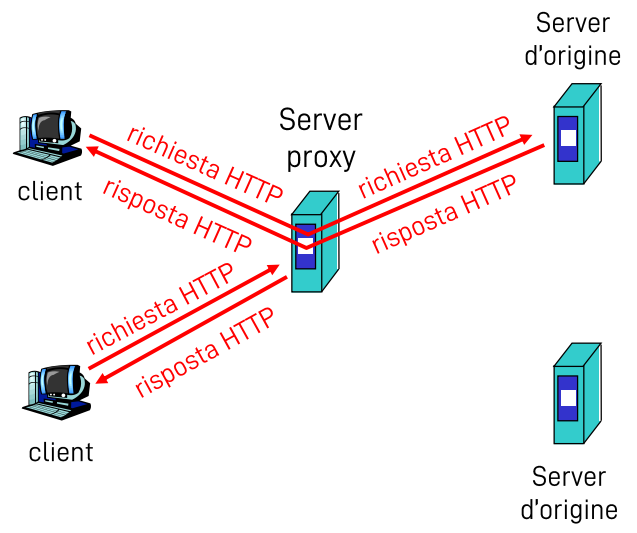 Server
d'origine
Server
proxy
richiesta HTTP
richiesta HTTP
client
risposta HTTP
risposta HTTP
richiesta HTTP
risposta HTTP
client
Server
d'origine